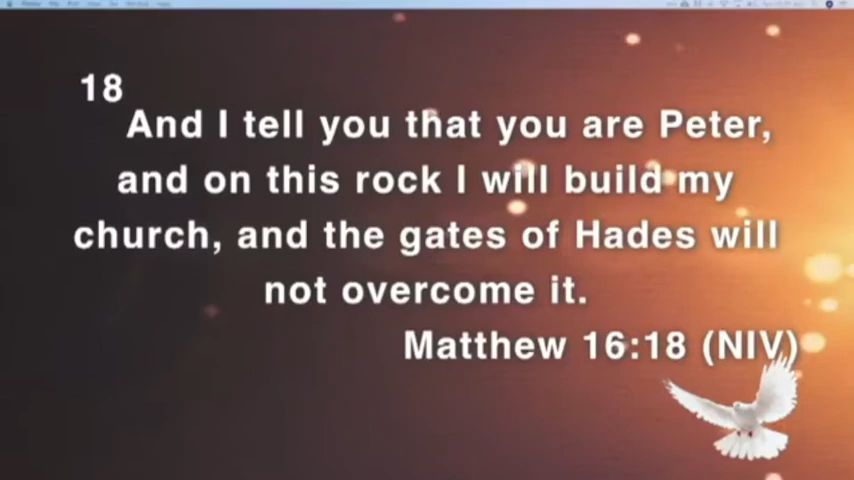 18
And I tell you that you are Peter,
and on this rock I will build my
church, and the gates of Hades will
not overcome it.
Matthew 16:18 (NIV)